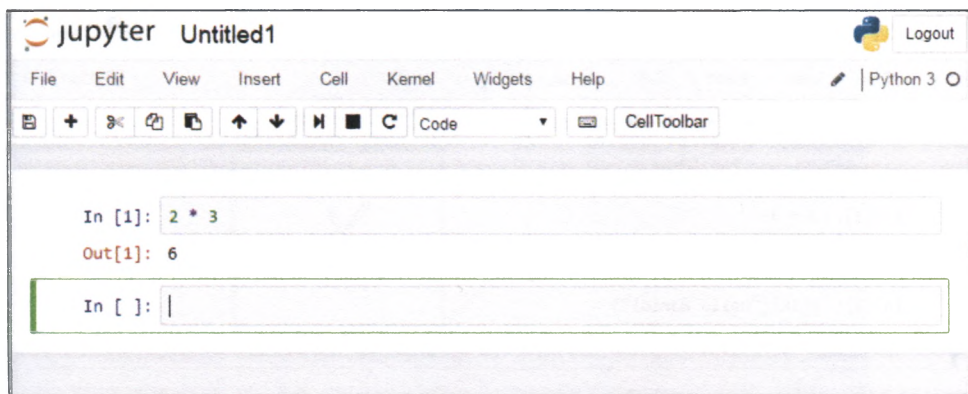 jupyter Untitled1 Logout
File Edit View Insert Cell Kernel Widgets Help Python 3
Code CellToolbar
In [1]: 2 * 3
Out[1]: 6
In [ ]: